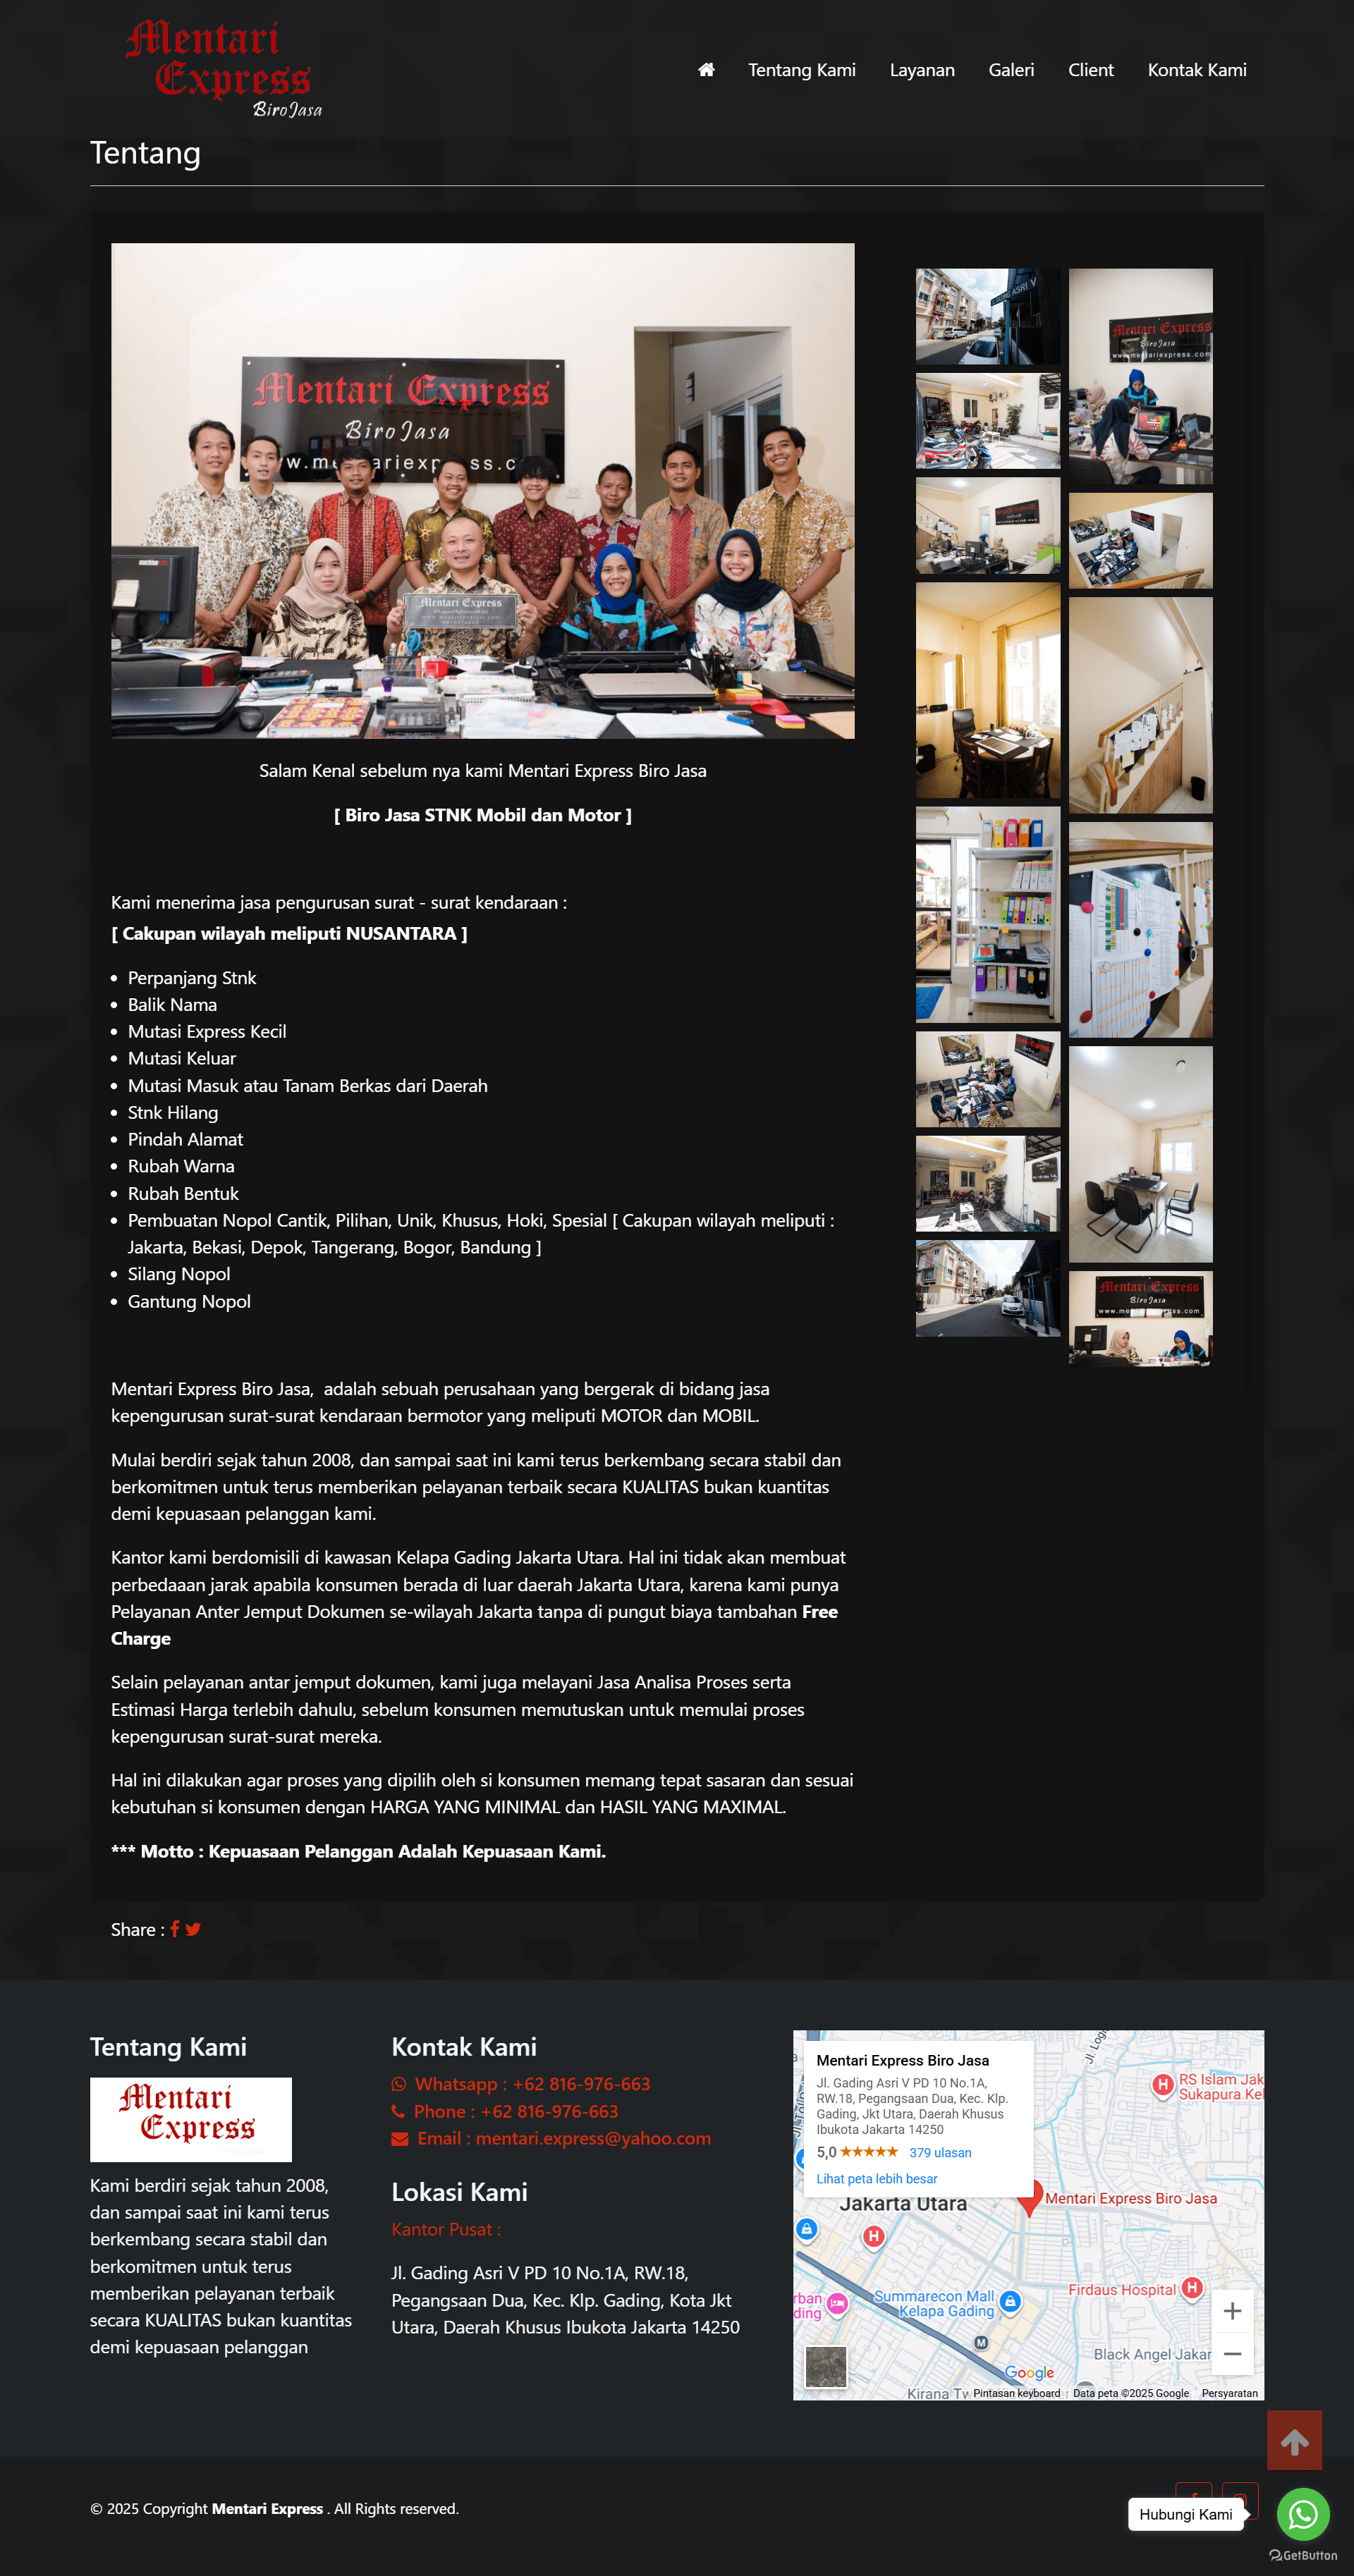 Mentari
Express
BiroJasa
Tentang Kami
Layanan
Galeri
Client
Kontak Kami
Tentang
Mentari Express
BiroJasa
Mentari Express
Mentari Express
BiroJasa
Salam Kenal sebelum nya kami Mentari Express Biro Jasa
[ Biro Jasa STNK Mobil dan Motor ]
Kami menerima jasa pengurusan surat - surat kendaraan :
[ Cakupan wilayah meliputi NUSANTARA ]
Perpanjang Stnk
Balik Nama
Mutasi Express Kecil
Mutasi Keluar
Mutasi Masuk atau Tanam Berkas dari Daerah
Stnk Hilang
Pindah Alamat
Rubah Warna
Rubah Bentuk
Pembuatan Nopol Cantik, Pilihan, Unik, Khusus, Hoki, Spesial [ Cakupan wilayah meliputi :
Jakarta, Bekasi, Depok, Tangerang, Bogor, Bandung ]
Silang Nopol
Gantung Nopol
Mentari Express
BiroJasa
Mentari Express Biro Jasa, adalah sebuah perusahaan yang bergerak di bidang jasa
kepengurusan surat-surat kendaraan bermotor yang meliputi MOTOR dan MOBIL.
Mulai berdiri sejak tahun 2008, dan sampai saat ini kami terus berkembang secara stabil dan
berkomitmen untuk terus memberikan pelayanan terbaik secara KUALITAS bukan kuantitas
demi kepuasaan pelanggan kami.
Kantor kami berdomisili di kawasan Kelapa Gading Jakarta Utara. Hal ini tidak akan membuat
perbedaaan jarak apabila konsumen berada di luar daerah Jakarta Utara, karena kami punya
Pelayanan Anter Jemput Dokumen se-wilayah Jakarta tanpa di pungut biaya tambahan Free
Charge
Selain pelayanan antar jemput dokumen, kami juga melayani Jasa Analisa Proses serta
Estimasi Harga terlebih dahulu, sebelum konsumen memutuskan untuk memulai proses
kepengurusan surat-surat mereka.
Hal ini dilakukan agar proses yang dipilih oleh si konsumen memang tepat sasaran dan sesuai
kebutuhan si konsumen dengan HARGA YANG MINIMAL dan HASIL YANG MAXIMAL.
*** Motto : Kepuasaan Pelanggan Adalah Kepuasaan Kami.
Share :
Tentang Kami
Mentari
Express
Kami berdiri sejak tahun 2008,
dan sampai saat ini kami terus
berkembang secara stabil dan
berkomitmen untuk terus
memberikan pelayanan terbaik
secara KUALITAS bukan kuantitas
demi kepuasaan pelanggan
Kontak Kami
Whatsapp : +62 816-976-663
Phone : +62 816-976-663
Email : mentari.express@yahoo.com
Lokasi Kami
Kantor Pusat :
Jl. Gading Asri V PD 10 No.1A, RW.18,
Pegangsaan Dua, Kec. Klp. Gading, Kota Jkt
Utara, Daerah Khusus Ibukota Jakarta 14250
Mentari Express Biro Jasa
Jl. Gading Asri V PD 10 No.1A,
RW.18, Pegangsaan Dua, Kec. Klp.
Gading, Jkt Utara, Daerah Khusus
Ibukota Jakarta 14250
5,0 ★★★★★ 379 ulasan
Lihat peta lebih besar
RS Islam Jak
Sukapura Kel
Jakarta Utara
Mentari Express Biro Jasa
Firdaus Hospital
Summarecon Mall
Kelapa Gading
Black Angel Jakar
Google
Kirana Tw
Pintasan keyboard
Data peta ©2025 Google
Persyaratan
© 2025 Copyright Mentari Express . All Rights reserved.
Hubungi Kami
GetButton